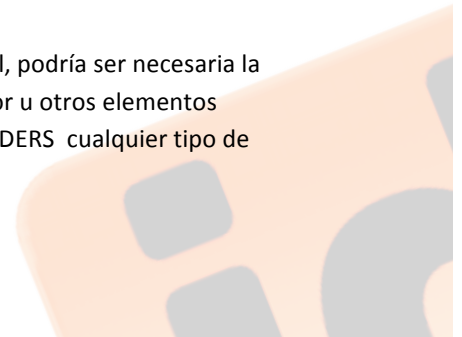 l, podría ser necesaria la
or u otros elementos
DERS cualquier tipo de